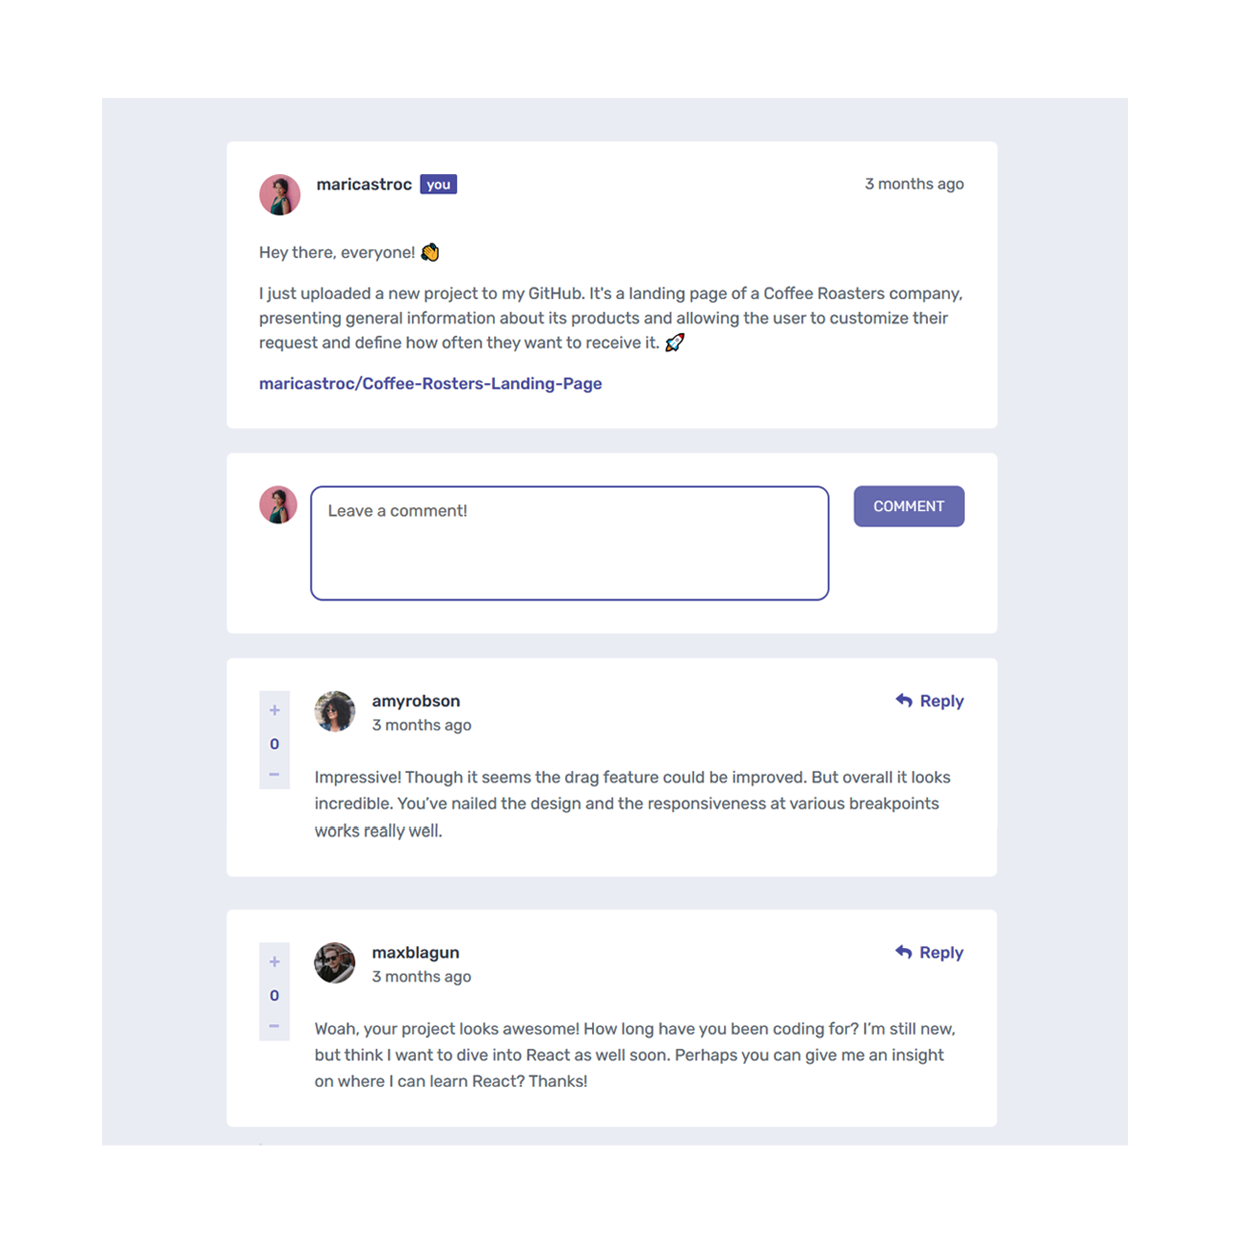 maricastroc you 3 months ago
Hey there, everyone! 👏
I just uploaded a new project to my GitHub. It's a landing page of a Coffee Roasters company,
presenting general information about its products and allowing the user to customize their
request and define how often they want to receive it. 🚀
maricastroc/Coffee-Rosters-Landing-Page
Leave a comment!
COMMENT
+
0
−
amyrobson
Reply
3 months ago
Impressive! Though it seems the drag feature could be improved. But overall it looks
incredible. You’ve nailed the design and the responsiveness at various breakpoints
works really well.
+
0
−
maxblagun
Reply
3 months ago
Woah, your project looks awesome! How long have you been coding for? I’m still new,
but think I want to dive into React as well soon. Perhaps you can give me an insight
on where I can learn React? Thanks!